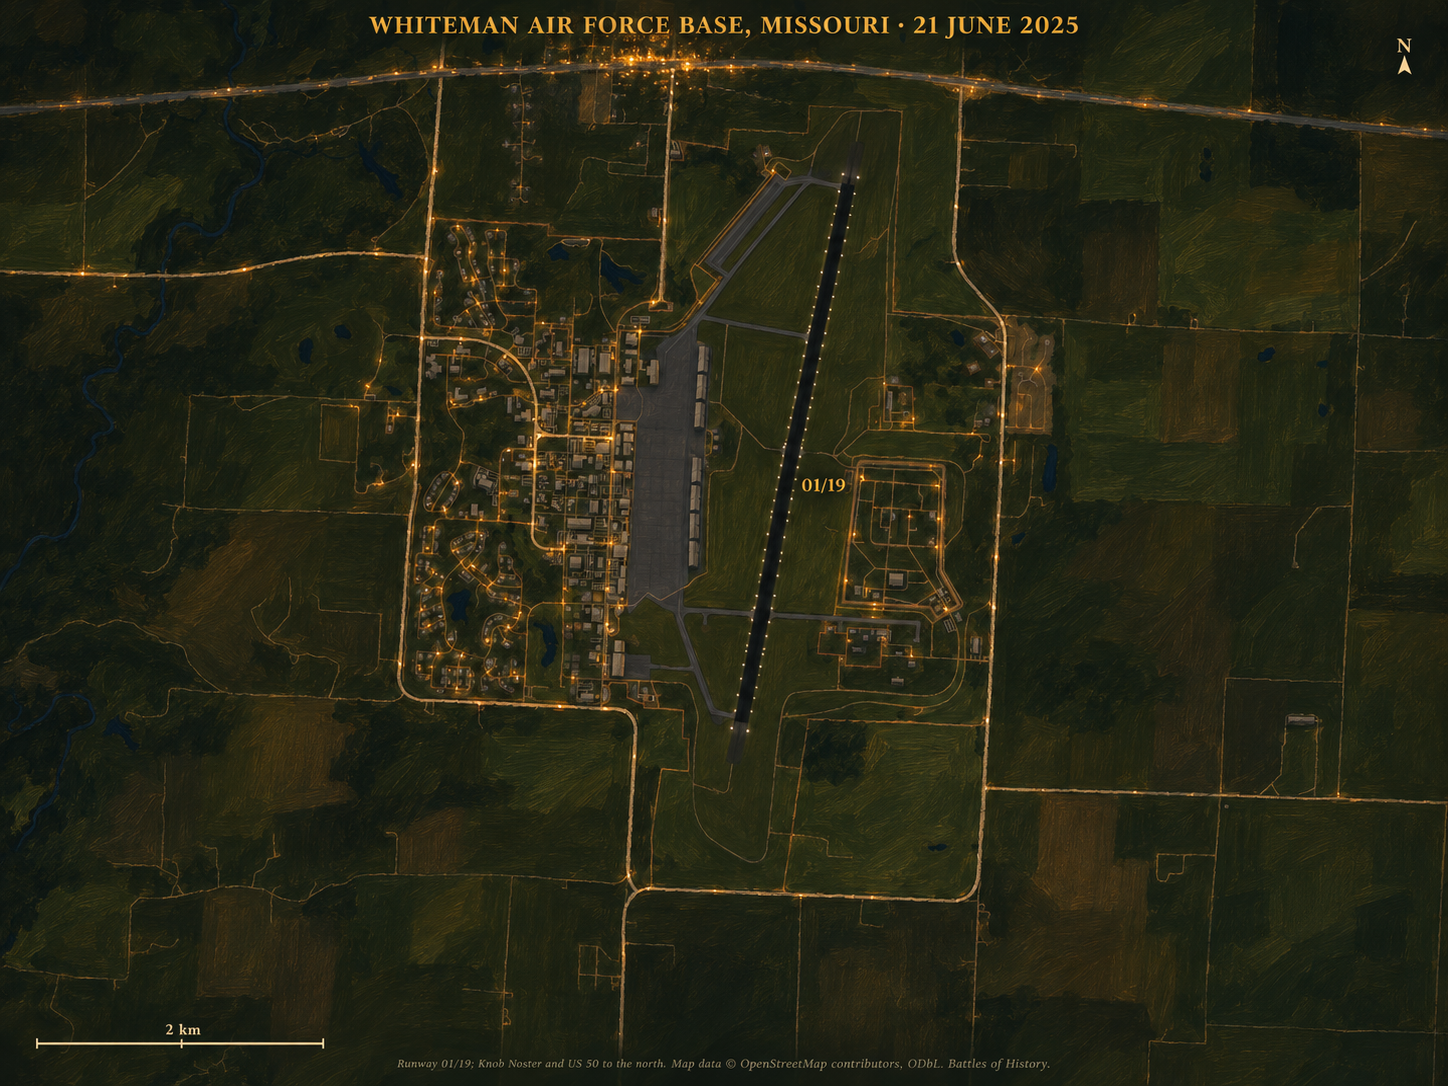 WHITEMAN AIR FORCE BASE, MISSOURI · 21 JUNE 2025
N
01/19
2 km
Runway 01/19; Knob Noster and US 50 to the north. Map data © OpenStreetMap contributors, ODbL. Battles of History.